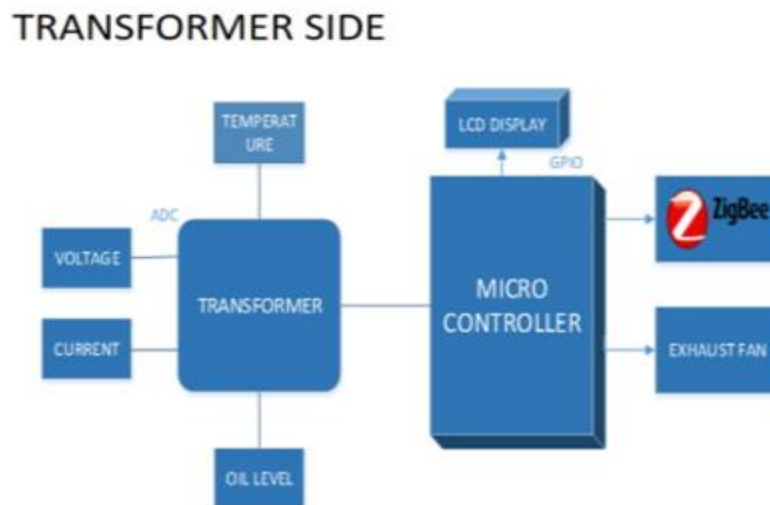 TRANSFORMER SIDE
TEMPERAT
URE
LCD DISPLAY
GPIO
ADC
ZigBee
VOLTAGE
TRANSFORMER
MICRO
CONTROLLER
CURRENT
EXHAUST FAN
OIL LEVEL